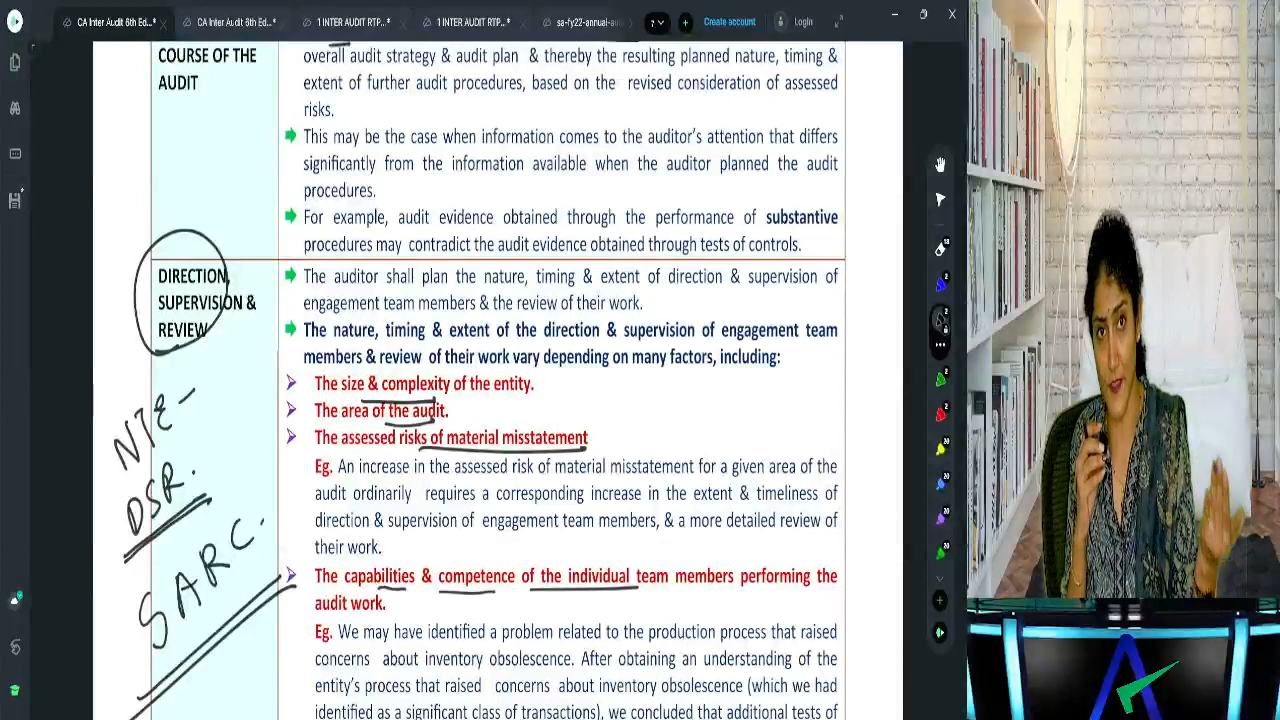 CA Inter Audit 6th Ed...*
CA Inter Audit 6th Ed...*
1 INTER AUDIT RTP...*
1 INTER AUDIT RTP...*
sa-fy22-annual-au
7
Create account
Login
COURSE OF THE
AUDIT
overall audit strategy & audit plan & thereby the resulting planned nature, timing &
extent of further audit procedures, based on the revised consideration of assessed
risks.
This may be the case when information comes to the auditor's attention that differs
significantly from the information available when the auditor planned the audit
procedures.
For example, audit evidence obtained through the performance of substantive
procedures may contradict the audit evidence obtained through tests of controls.
DIRECTION,
SUPERVISION &
REVIEW
NTE -
DSR.
SARC.
The auditor shall plan the nature, timing & extent of direction & supervision of
engagement team members & the review of their work.
The nature, timing & extent of the direction & supervision of engagement team
members & review of their work vary depending on many factors, including:
The size & complexity of the entity.
The area of the audit.
The assessed risks of material misstatement
Eg. An increase in the assessed risk of material misstatement for a given area of the
audit ordinarily requires a corresponding increase in the extent & timeliness of
direction & supervision of engagement team members, & a more detailed review of
their work.
The capabilities & competence of the individual team members performing the
audit work.
Eg. We may have identified a problem related to the production process that raised
concerns about inventory obsolescence. After obtaining an understanding of the
entity's process that raised concerns about inventory obsolescence (which we had
identified as a significant class of transactions), we concluded that additional tests of